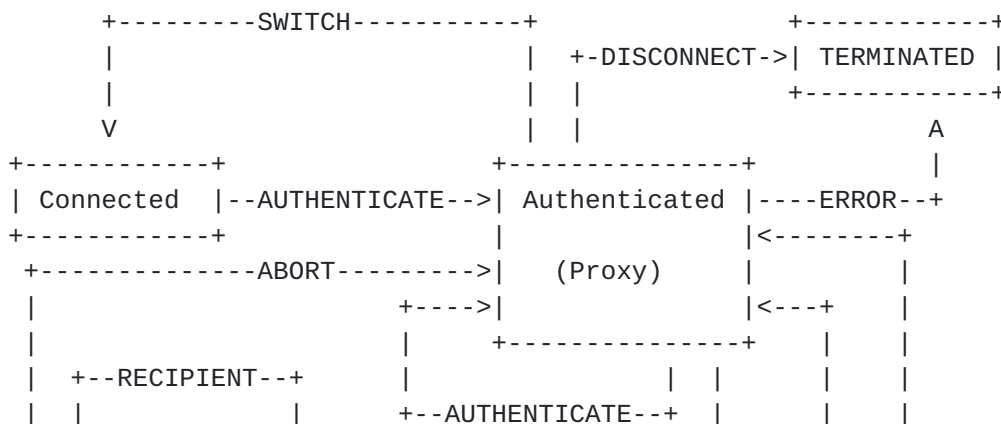 +---------SWITCH-----------+                +------------+
      |                          |  +-DISCONNECT->| TERMINATED |
      |                          |  |             +------------+
      V                          |  |                      A
+------------+                 +---------------+           |
| Connected  |--AUTHENTICATE-->| Authenticated |----ERROR--+
+------------+                 |               |<--------+
 +--------------ABORT--------->|    (Proxy)    |         |
 |                       +---->|               |<---+    |
 |                       |     +---------------+    |    |
 |  +--RECIPIENT--+      |                |  |      |    |
 |  |             |      +--AUTHENTICATE--+  |      |    |